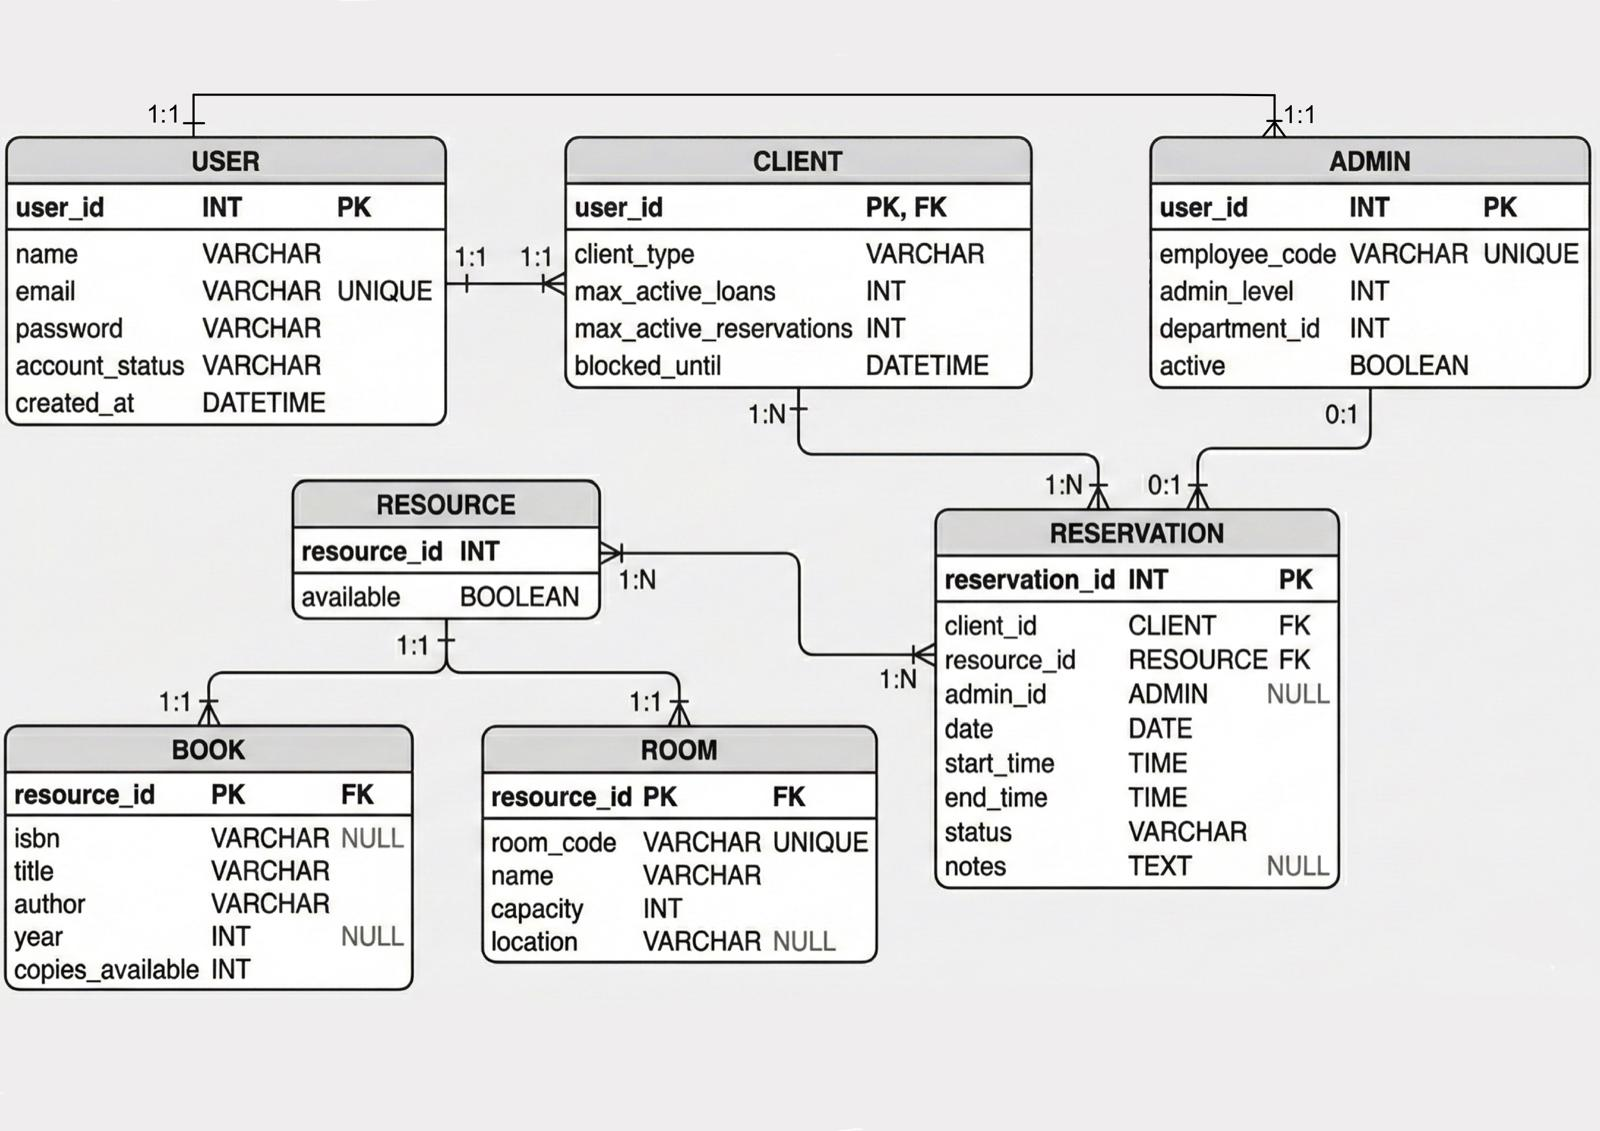 1:1
1:1
USER
user_id INT PK
name VARCHAR
email VARCHAR UNIQUE
password VARCHAR
account_status VARCHAR
created_at DATETIME
1:1 1:1
CLIENT
user_id PK, FK
client_type VARCHAR
max_active_loans INT
max_active_reservations INT
blocked_until DATETIME
ADMIN
user_id INT PK
employee_code VARCHAR UNIQUE
admin_level INT
department_id INT
active BOOLEAN
1:N
0:1
1:N
0:1
RESOURCE
resource_id INT
available BOOLEAN
1:N
1:N
RESERVATION
reservation_id INT PK
client_id CLIENT FK
resource_id RESOURCE FK
admin_id ADMIN NULL
date DATE
start_time TIME
end_time TIME
status VARCHAR
notes TEXT NULL
1:1
1:1
1:1
BOOK
resource_id PK FK
isbn VARCHAR NULL
title VARCHAR
author VARCHAR
year INT NULL
copies_available INT
ROOM
resource_id PK FK
room_code VARCHAR UNIQUE
name VARCHAR
capacity INT
location VARCHAR NULL